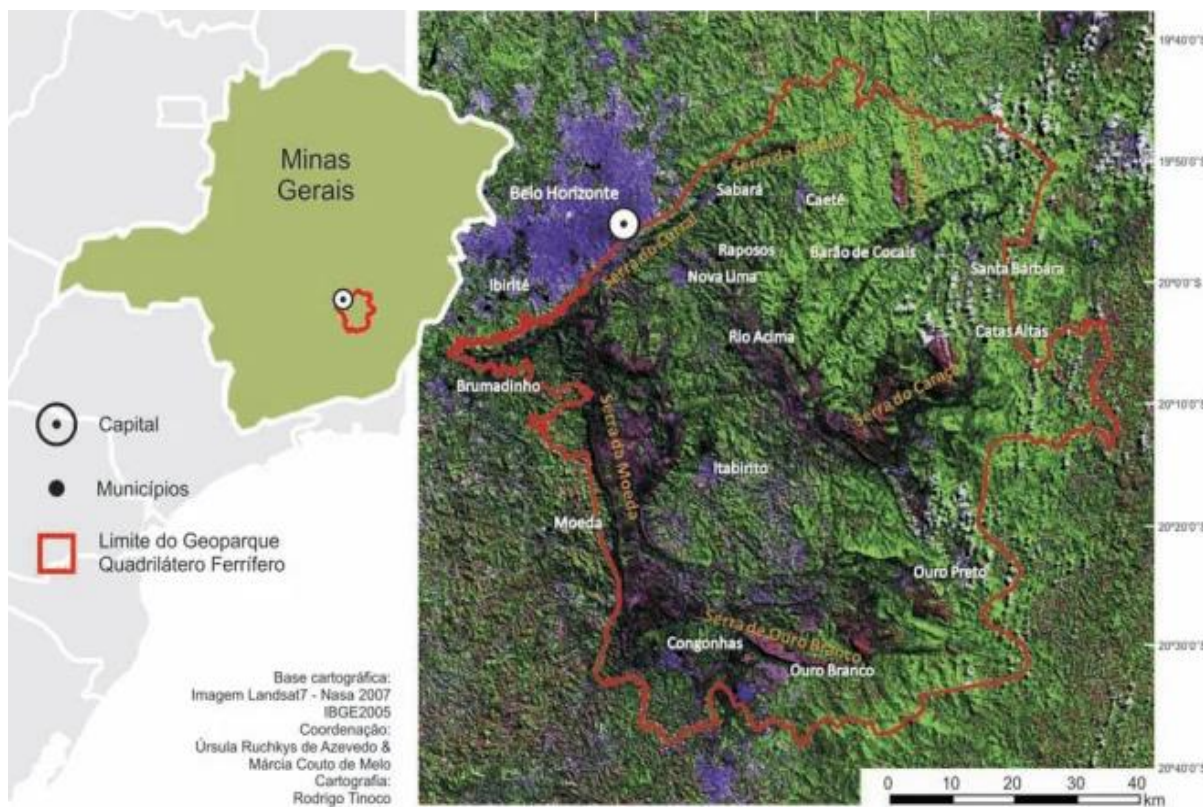 Minas
Gerais
Capital
Municípios
Limite do Geoparque
Quadrilátero Ferrífero
Base cartográfica:
Imagem Landsat7 - Nasa 2007
IBGE2005
Coordenação:
Úrsula Ruchkys de Azevedo &
Márcia Couto de Melo
Cartografia:
Rodrigo Tinoco
19°40'0"S
19°50'0"S
Serra da
Belo Horizonte
Sabará
Caeté
Serra do Curral
Raposos
Barão de Cocais
Santa Bárbara
Ibirité
Nova Lima
20°0'0"S
Rio Acima
Catas Altas
Brumadinho
Serra do Caraça
20°10'0"S
Serra da Moeda
Itabirito
Moeda
20°20'0"S
Ouro Preto
Serra de Ouro Branco
Congonhas
20°30'0"S
Ouro Branco
20°40'0"S
0 10 20 30 40
km